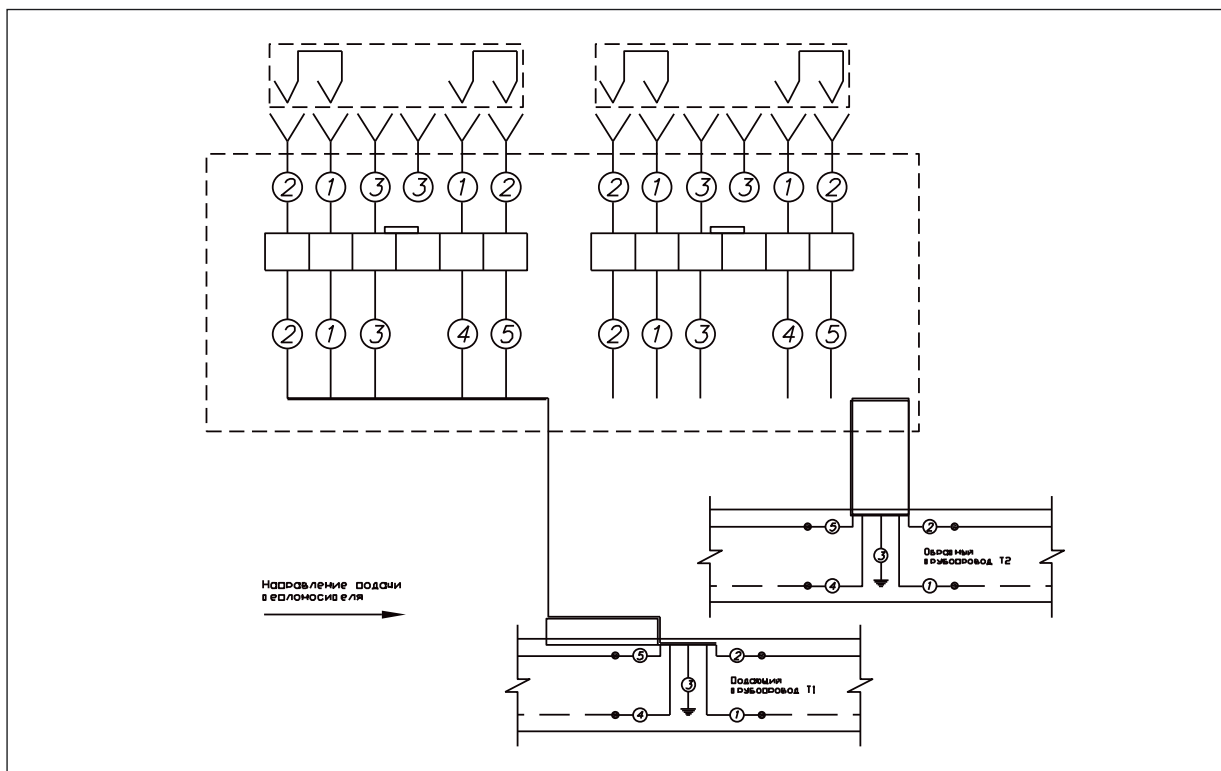 2 1 3 3 1 2 2 1 3 3 1 2
2 1 3 4 5 2 1 3 4 5
5 2
Обратный
3 трубопровод Т2
4 1
Направление подачи
теплоносителя
5 2
Подающий
3 трубопровод Т1
4 1